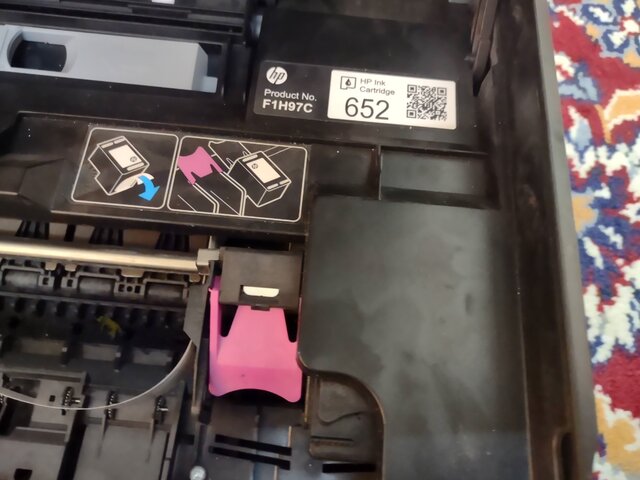 hp
HP Ink
Cartridge
Product No.
F1H97C
652